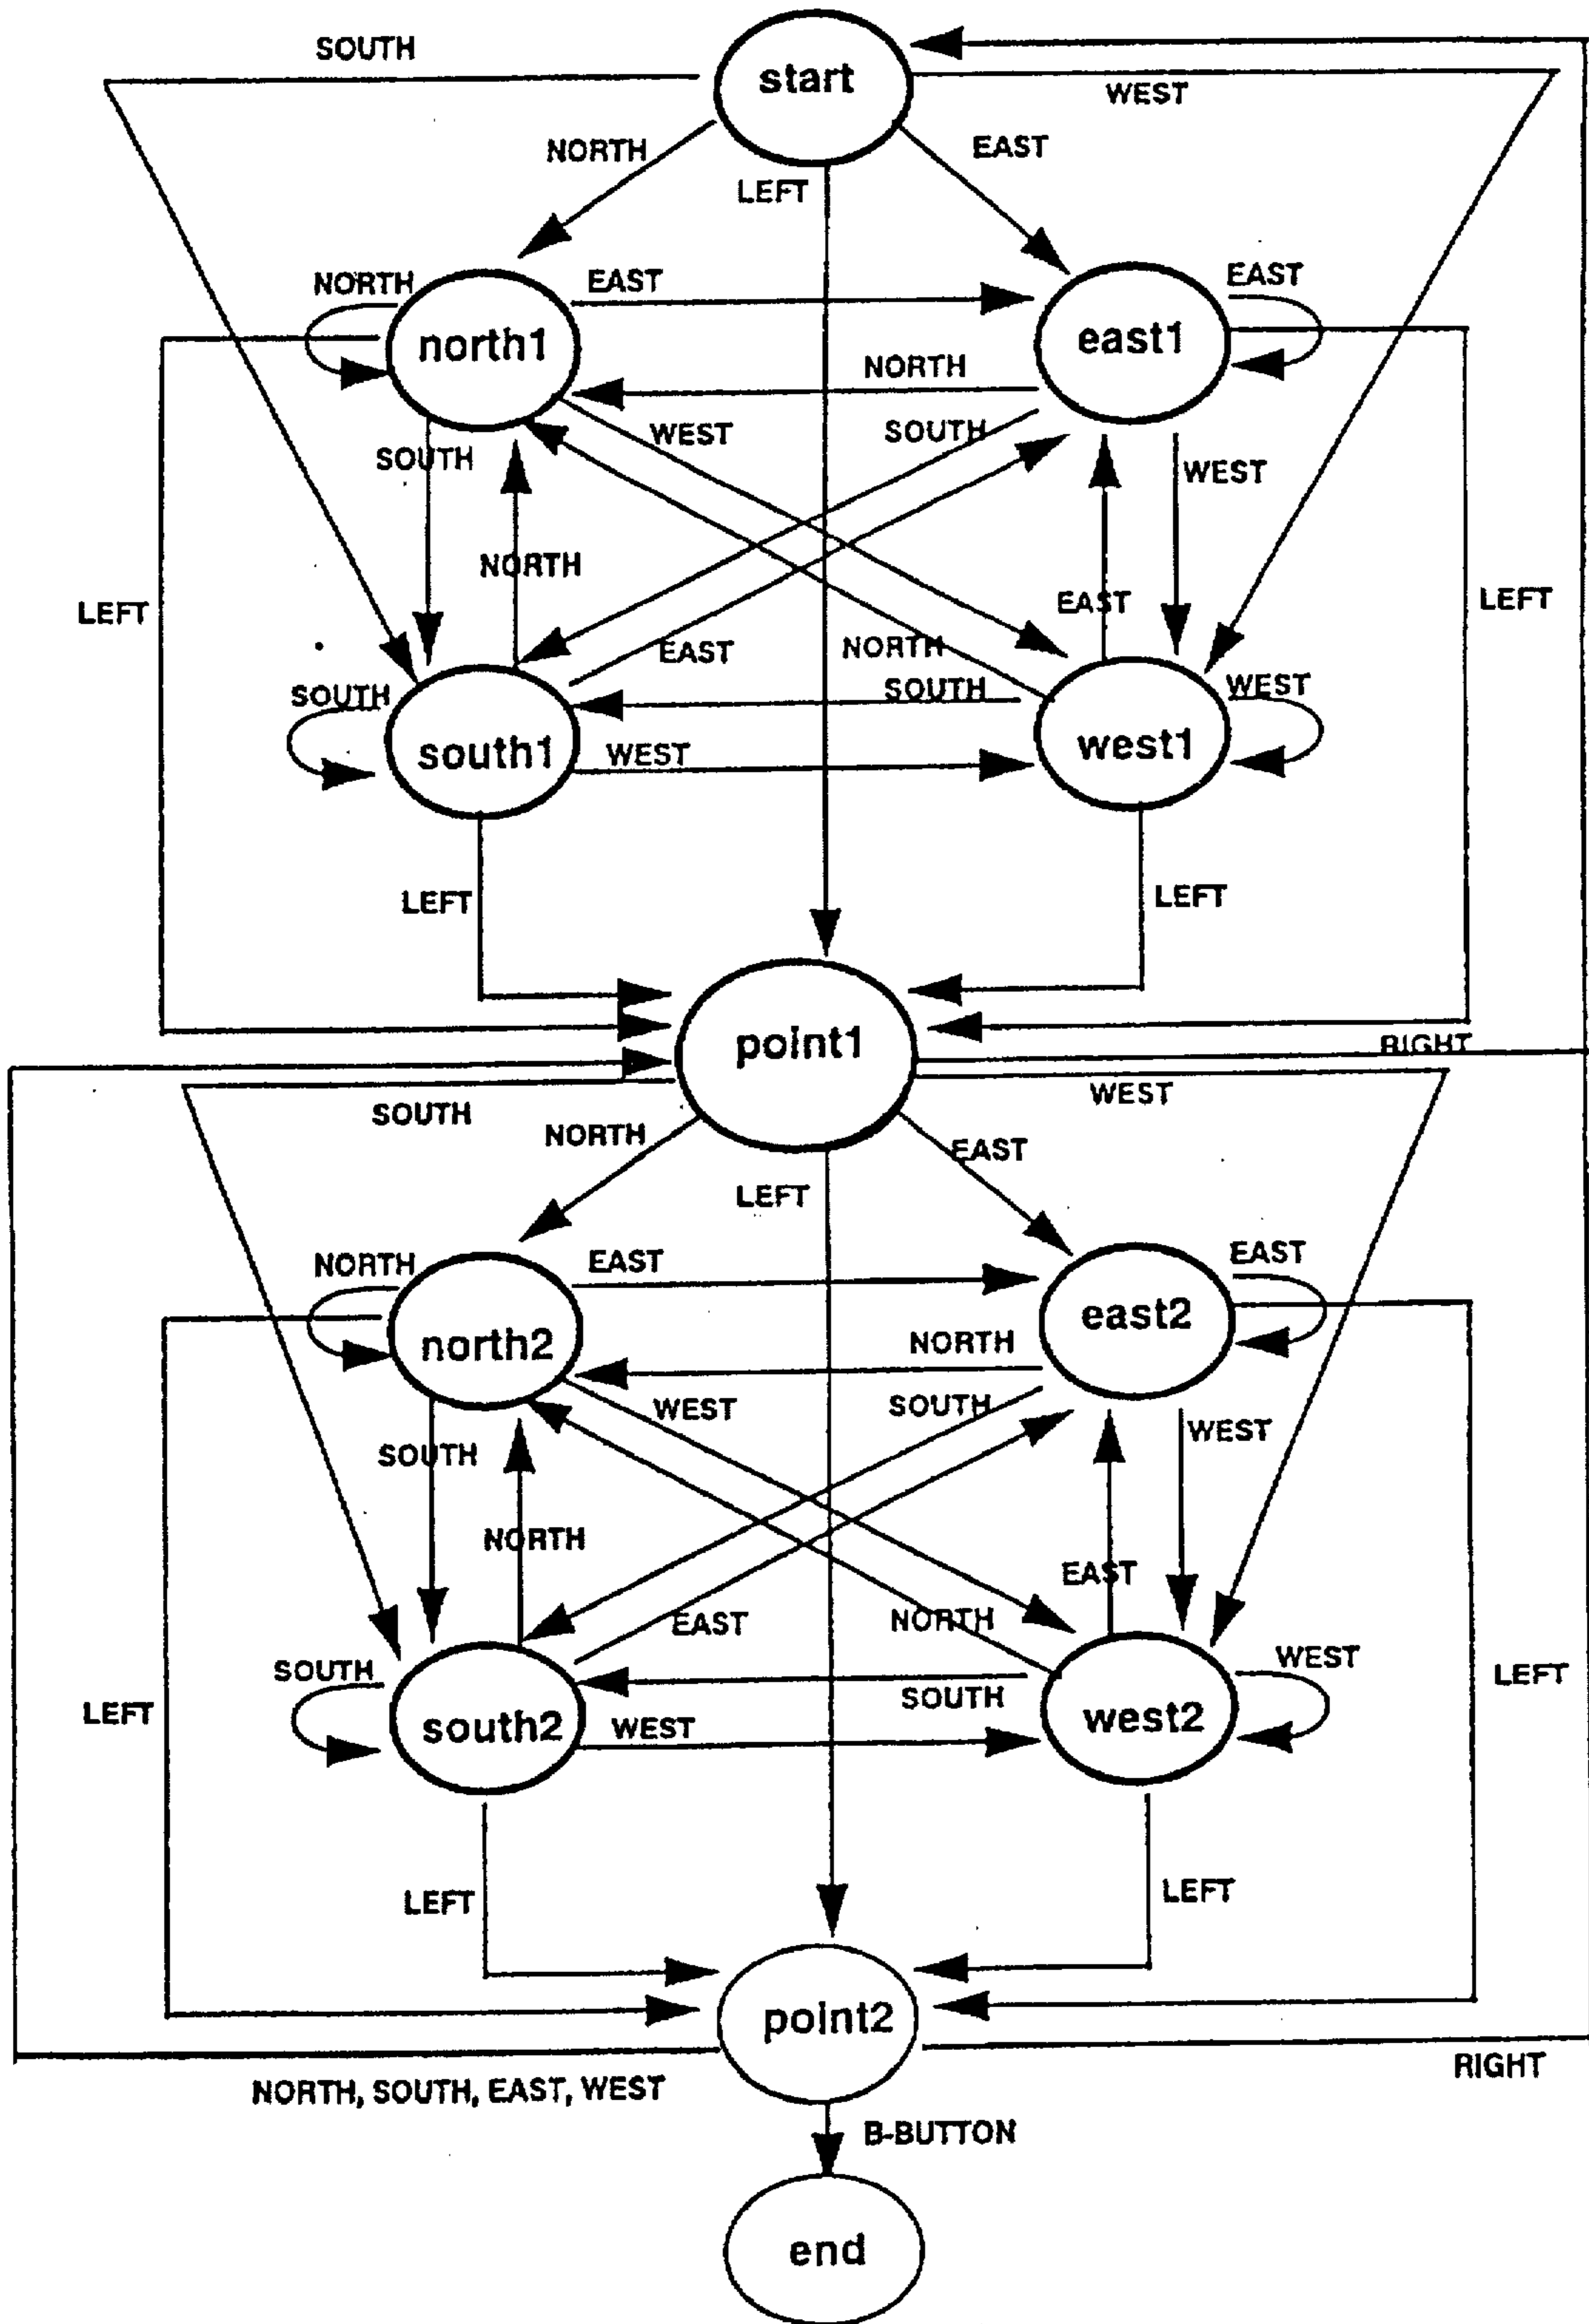 SOUTH
start
WEST
NORTH
EAST
LEFT
NORTH
EAST
EAST
north1
east1
NORTH
WEST
SOUTH
SOUTH
WEST
NORTH
LEFT
EAST
LEFT
EAST
NORTH
SOUTH
SOUTH
WEST
south1
WEST
west1
LEFT
LEFT
point1
RIGHT
WEST
SOUTH
NORTH
EAST
LEFT
NORTH
EAST
EAST
north2
east2
NORTH
WEST
SOUTH
SOUTH
WEST
NORTH
EAST
EAST
NORTH
SOUTH
WEST
LEFT
SOUTH
LEFT
south2
WEST
west2
LEFT
LEFT
point2
RIGHT
NORTH, SOUTH, EAST, WEST
B-BUTTON
end